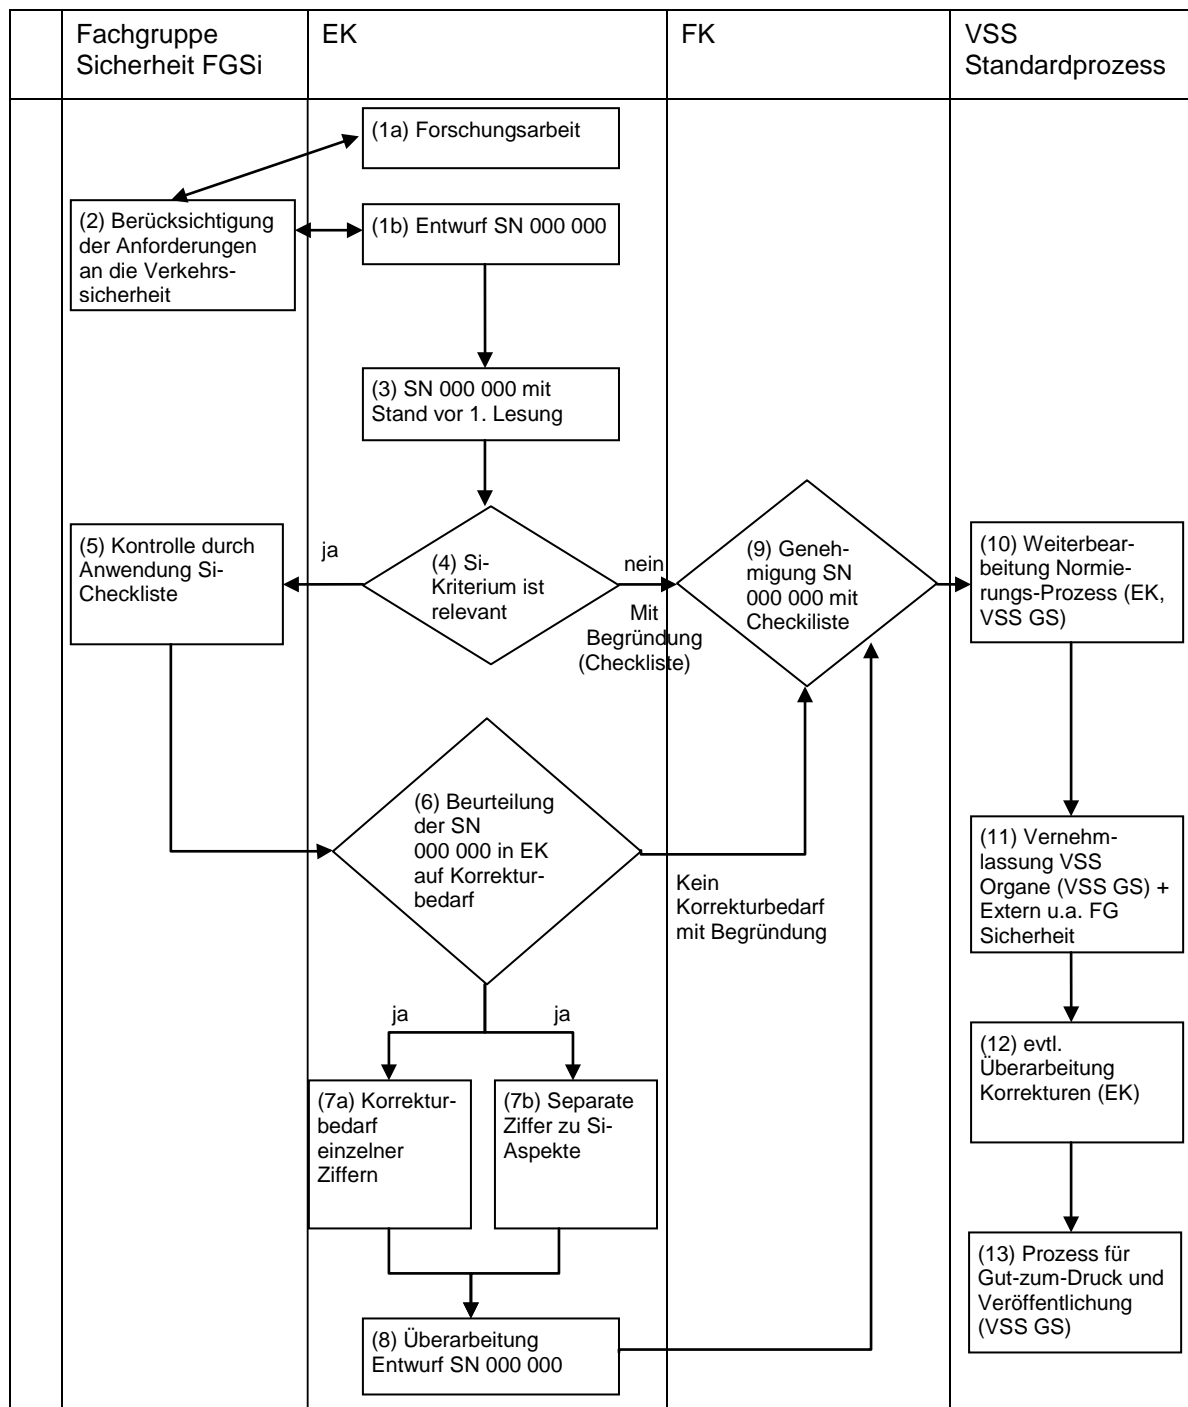 Fachgruppe
Sicherheit FGSi
EK
FK
VSS
Standardprozess
(1a) Forschungsarbeit
(2) Berücksichtigung
der Anforderungen
an die Verkehrs-
sicherheit
(1b) Entwurf SN 000 000
(3) SN 000 000 mit
Stand vor 1. Lesung
(5) Kontrolle durch
Anwendung Si-
Checkliste
ja
(4) Si-
Kriterium ist
relevant
nein
Mit
Begründung
(Checkliste)
(9) Geneh-
migung SN
000 000 mit
Checkiliste
(10) Weiterbear-
beitung Normie-
rungs-Prozess (EK,
VSS GS)
(6) Beurteilung
der SN
000 000 in EK
auf Korrektur-
bedarf
Kein
Korrekturbedarf
mit Begründung
(11) Vernehm-
lassung VSS
Organe (VSS GS) +
Extern u.a. FG
Sicherheit
ja
ja
(7a) Korrektur-
bedarf
einzelner
Ziffern
(7b) Separate
Ziffer zu Si-
Aspekte
(12) evtl.
Überarbeitung
Korrekturen (EK)
(8) Überarbeitung
Entwurf SN 000 000
(13) Prozess für
Gut-zum-Druck und
Veröffentlichung
(VSS GS)